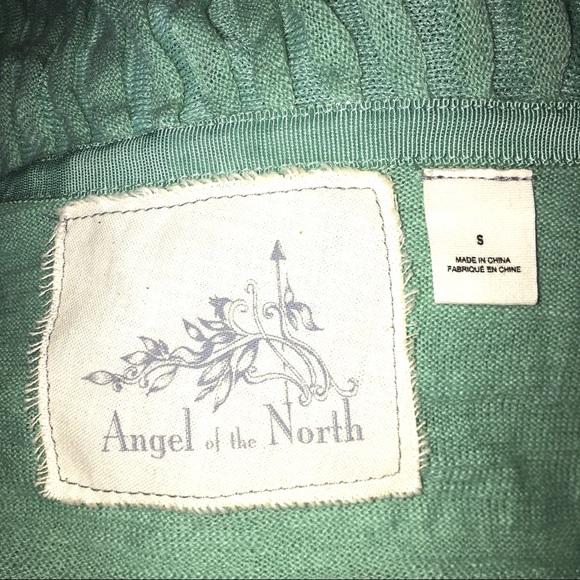 Angel of the North
S
MADE IN CHINA
FABRIQUÉ EN CHINE